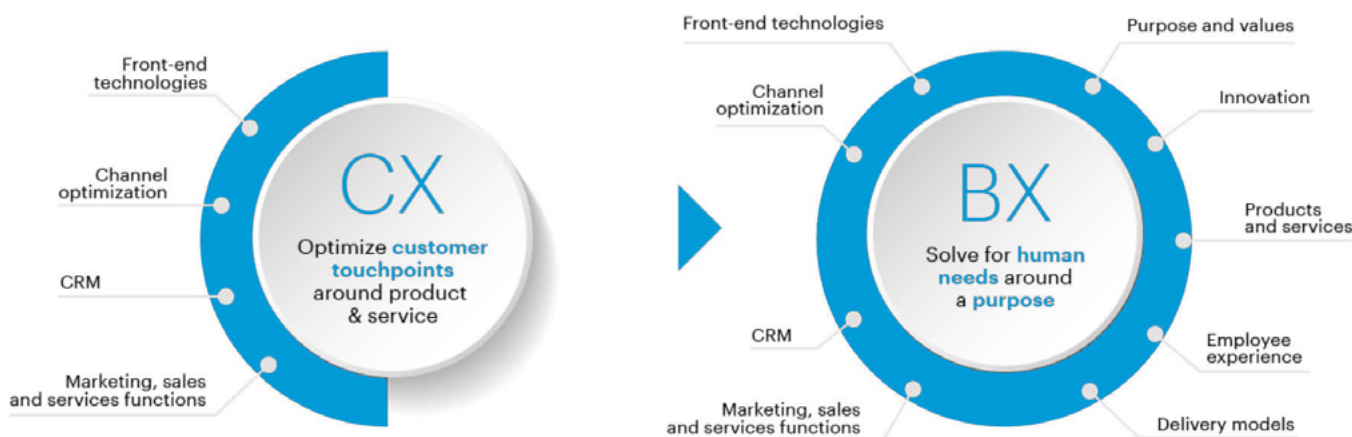 Front-end
technologies
Channel
optimization
CRM
Marketing, sales
and services functions
CX
Optimize customer
touchpoints
around product
& service
Front-end technologies
Channel
optimization
CRM
Marketing, sales
and services functions
BX
Solve for human
needs around
a purpose
Purpose and values
Innovation
Products
and services
Employee
experience
Delivery models